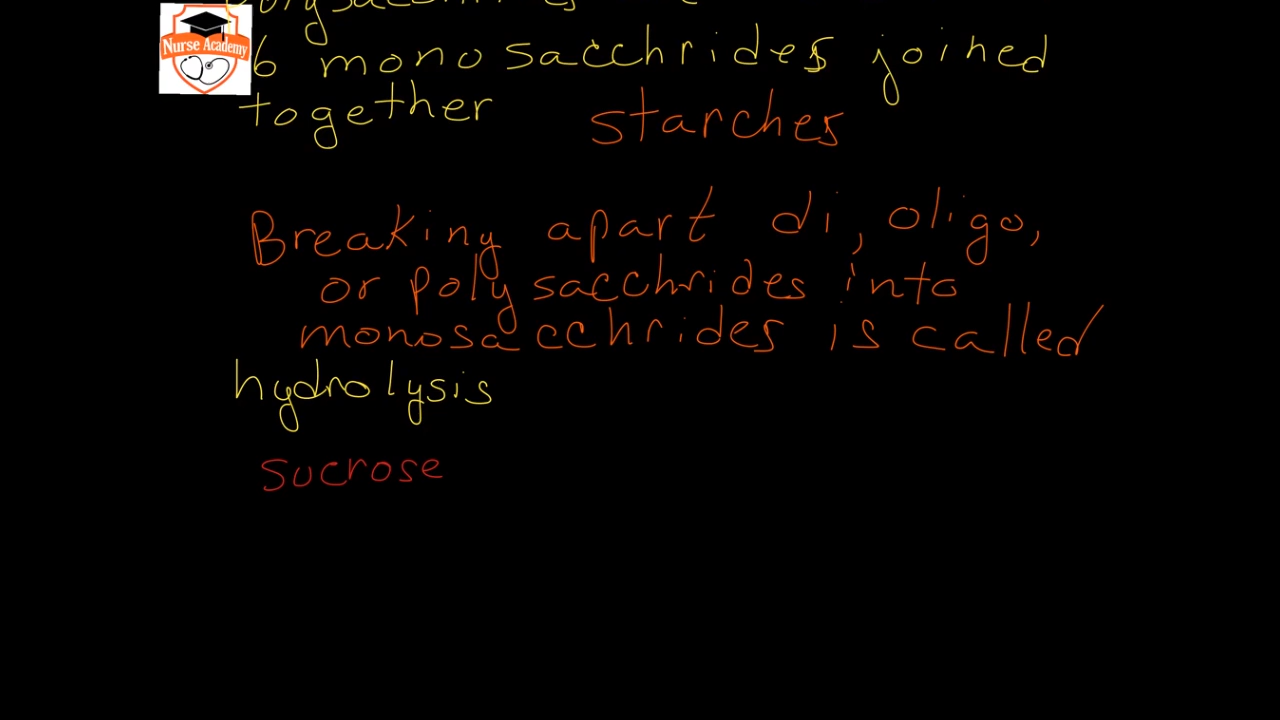 Nurse Academy
6 monosacchrides joined
together
starches
Breaking apart di, oligo,
or polysacchrides into
monosacchrides is called
hydrolysis
sucrose